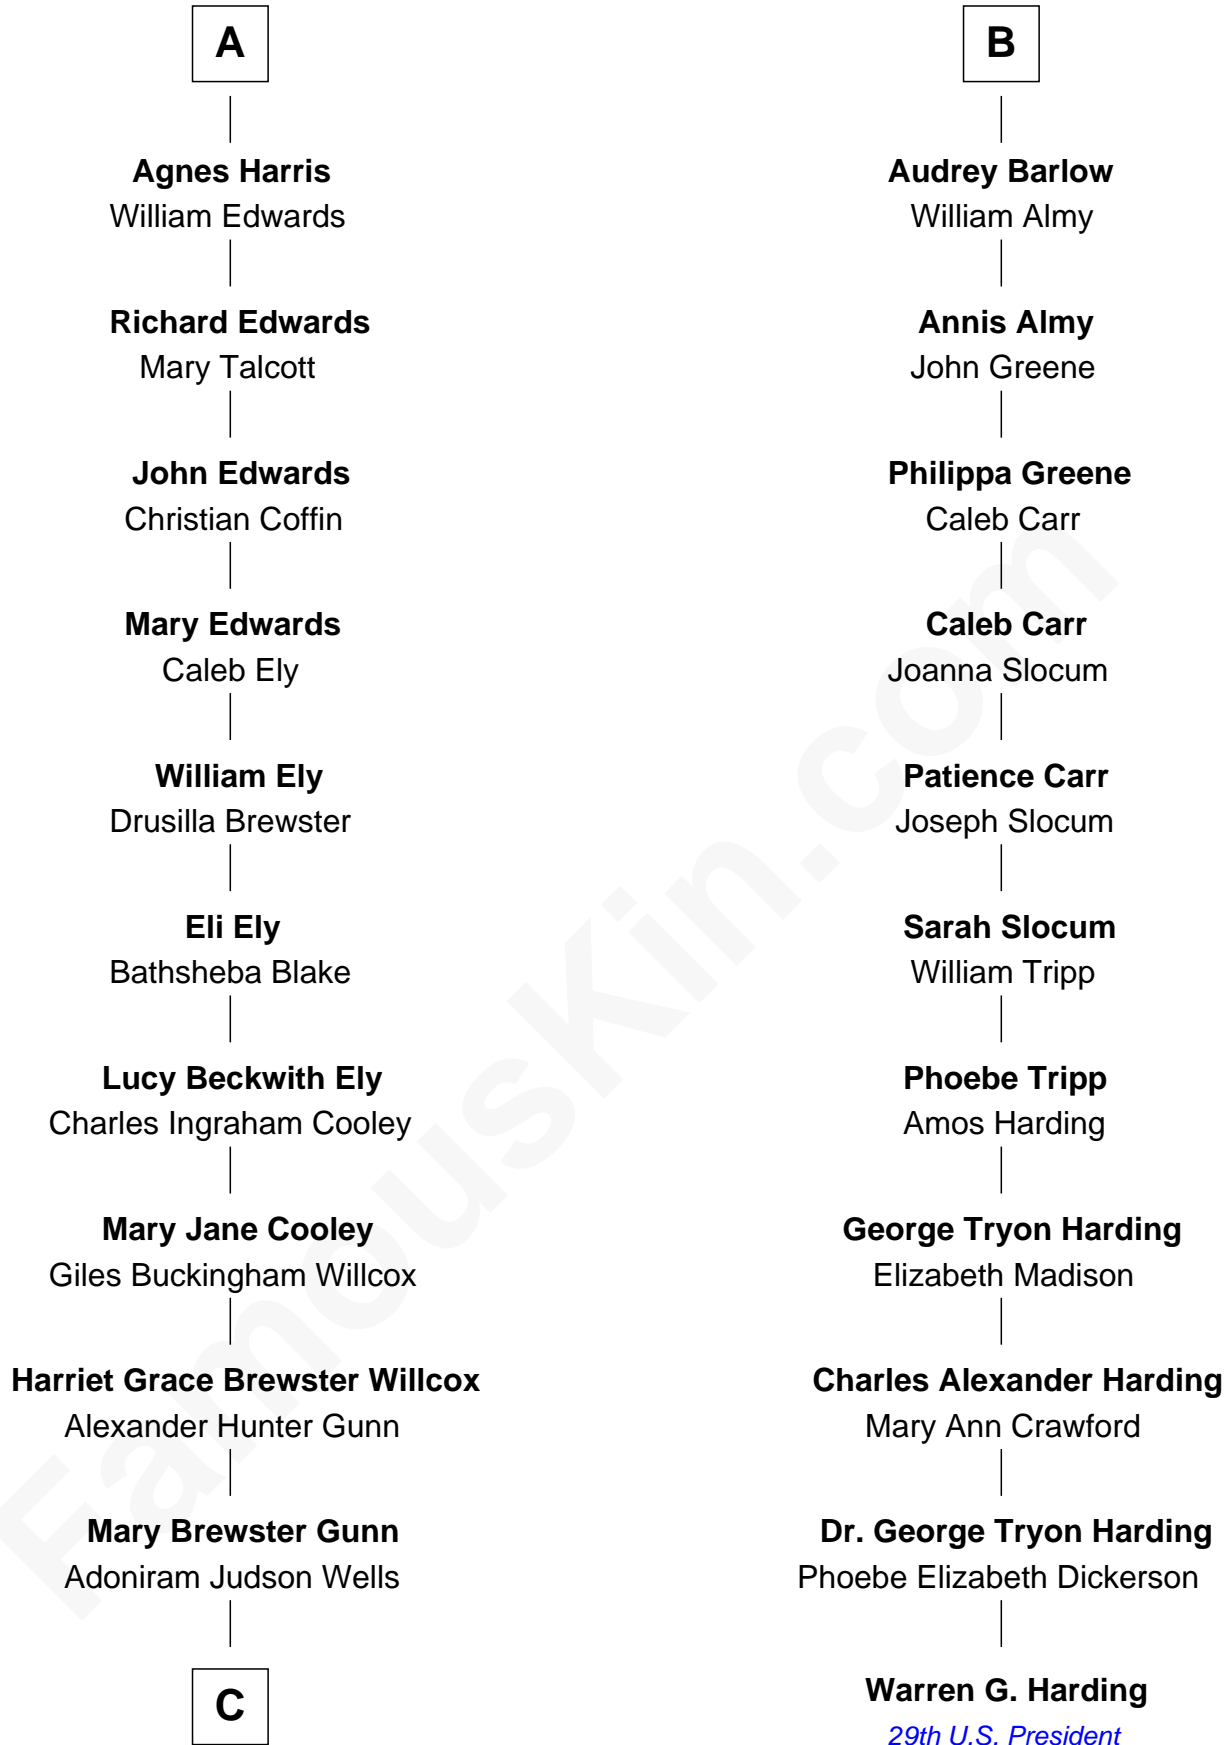 A
Agnes Harris
William Edwards
Richard Edwards
Mary Talcott
John Edwards
Christian Coffin
Mary Edwards
Caleb Ely
William Ely
Drusilla Brewster
Eli Ely
Bathsheba Blake
Lucy Beckwith Ely
Charles Ingraham Cooley
Mary Jane Cooley
Giles Buckingham Willcox
Harriet Grace Brewster Willcox
Alexander Hunter Gunn
Mary Brewster Gunn
Adoniram Judson Wells
C
B
Audrey Barlow
William Almy
Annis Almy
John Greene
Philippa Greene
Caleb Carr
Caleb Carr
Joanna Slocum
Patience Carr
Joseph Slocum
Sarah Slocum
William Tripp
Phoebe Tripp
Amos Harding
George Tryon Harding
Elizabeth Madison
Charles Alexander Harding
Mary Ann Crawford
Dr. George Tryon Harding
Phoebe Elizabeth Dickerson
Warren G. Harding
29th U.S. President
FamousKin.com